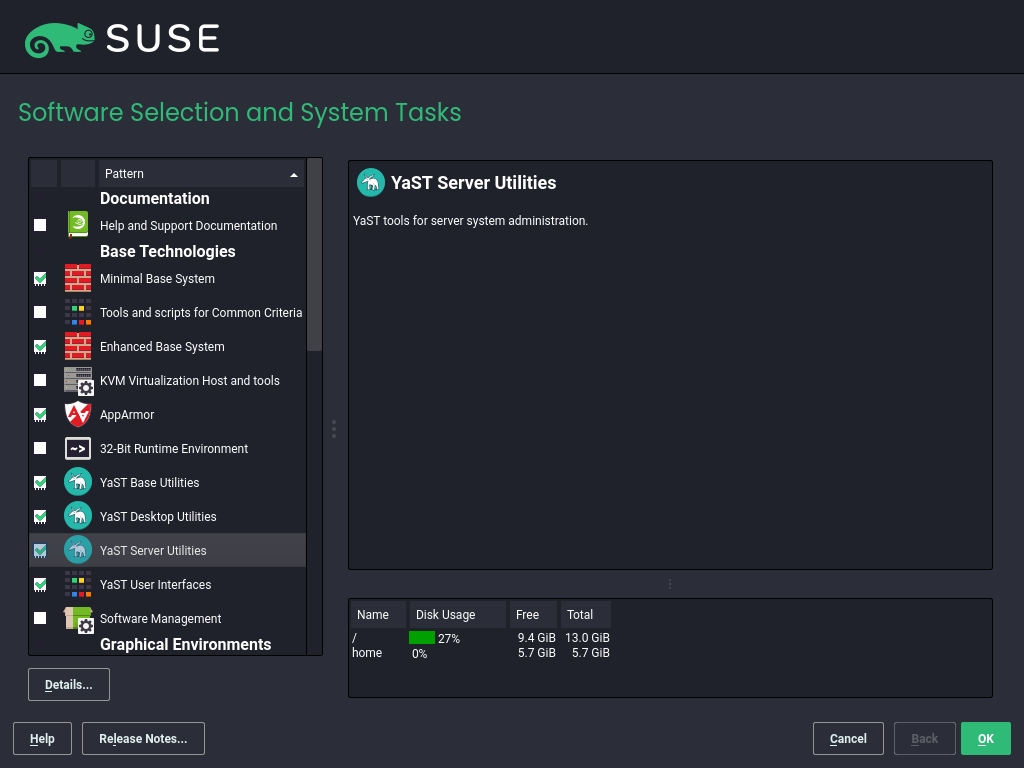 SUSE
Software Selection and System Tasks
Pattern
Documentation
Help and Support Documentation
Base Technologies
Minimal Base System
Tools and scripts for Common Criteria
Enhanced Base System
KVM Virtualization Host and tools
AppArmor
32-Bit Runtime Environment
YaST Base Utilities
YaST Desktop Utilities
YaST Server Utilities
YaST User Interfaces
Software Management
Graphical Environments
Details...
YaST Server Utilities
YaST tools for server system administration.
Name Disk Usage Free Total
/ 27% 9.4 GiB 13.0 GiB
home 0% 5.7 GiB 5.7 GiB
Help Release Notes... Cancel Back OK